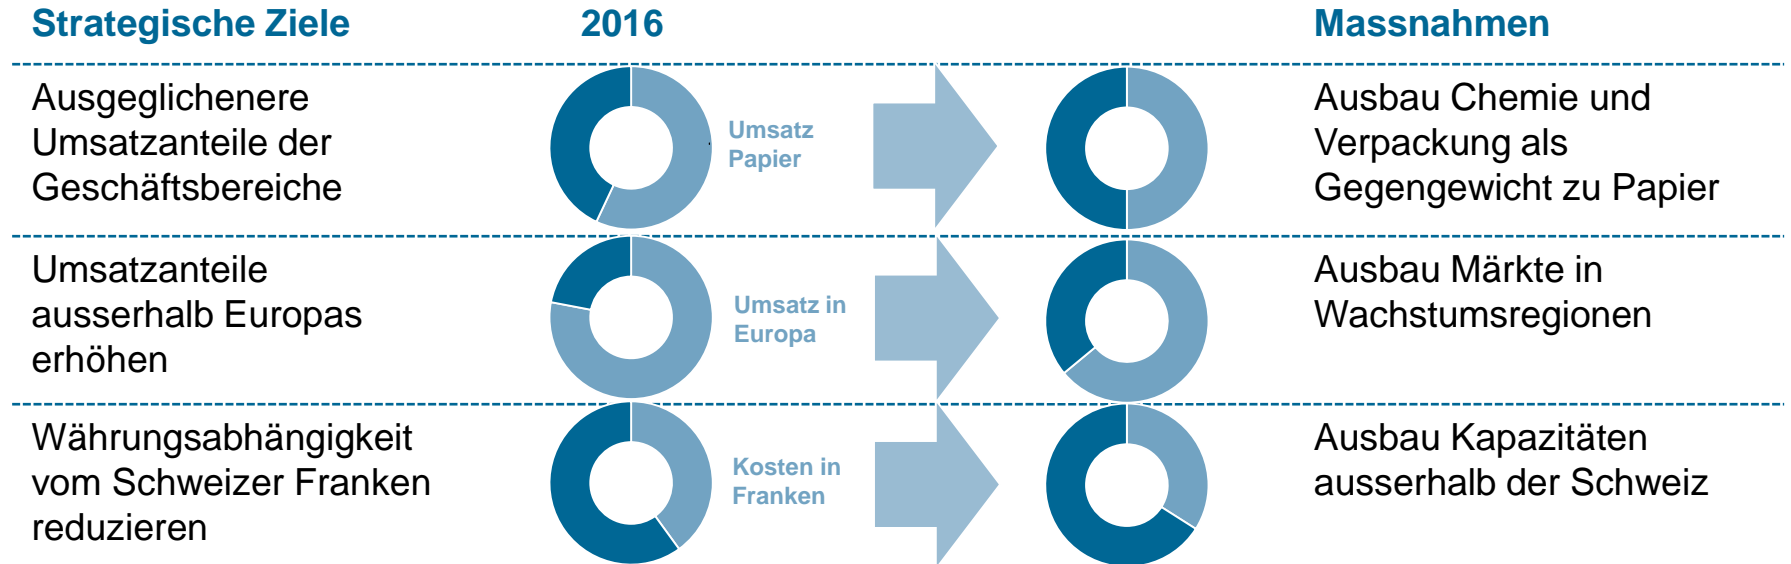 Strategische Ziele
2016
Massnahmen
Ausgeglichenere
Umsatzanteile der
Geschäftsbereiche
Umsatz
Papier
Ausbau Chemie und
Verpackung als
Gegengewicht zu Papier
Umsatzanteile
ausserhalb Europas
erhöhen
Umsatz in
Europa
Ausbau Märkte in
Wachstumsregionen
Währungsabhängigkeit
vom Schweizer Franken
reduzieren
Kosten in
Franken
Ausbau Kapazitäten
ausserhalb der Schweiz